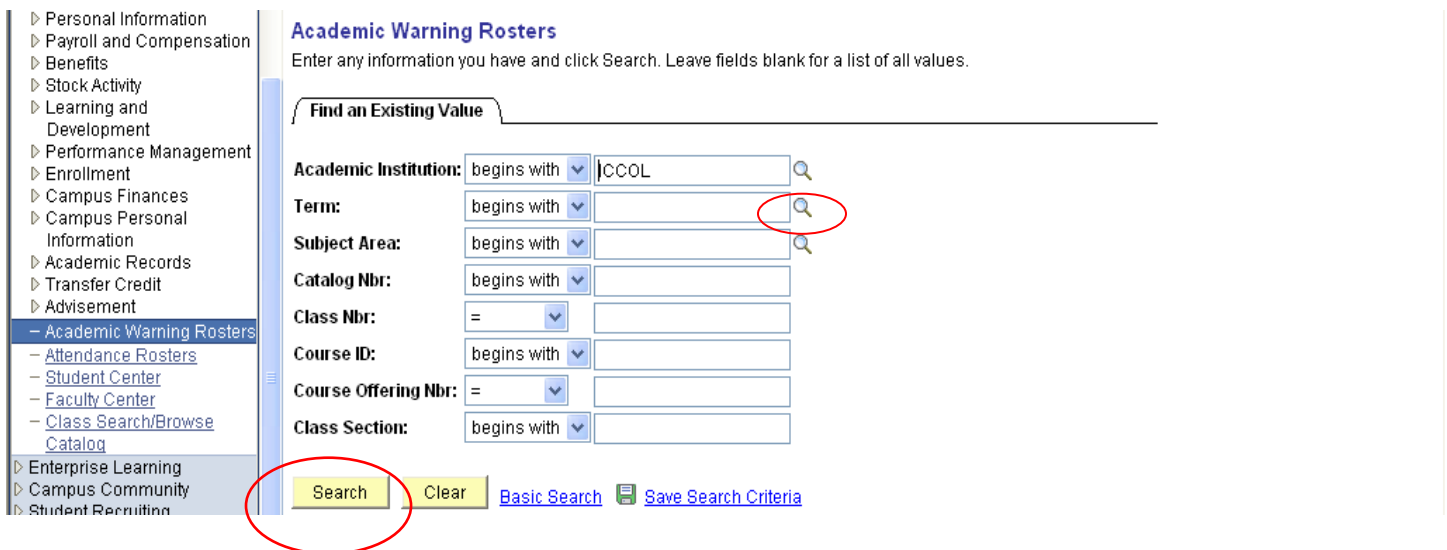 Personal Information
Payroll and Compensation
Benefits
Stock Activity
Learning and
Development
Performance Management
Enrollment
Campus Finances
Campus Personal
Information
Academic Records
Transfer Credit
Advisement
– Academic Warning Rosters
– Attendance Rosters
– Student Center
– Faculty Center
– Class Search/Browse
Catalog
Enterprise Learning
Campus Community
Student Recruiting
Academic Warning Rosters
Enter any information you have and click Search. Leave fields blank for a list of all values.
Find an Existing Value
Academic Institution: begins with ICCOL
Term: begins with
Subject Area: begins with
Catalog Nbr: begins with
Class Nbr: =
Course ID: begins with
Course Offering Nbr: =
Class Section: begins with
Search Clear Basic Search Save Search Criteria